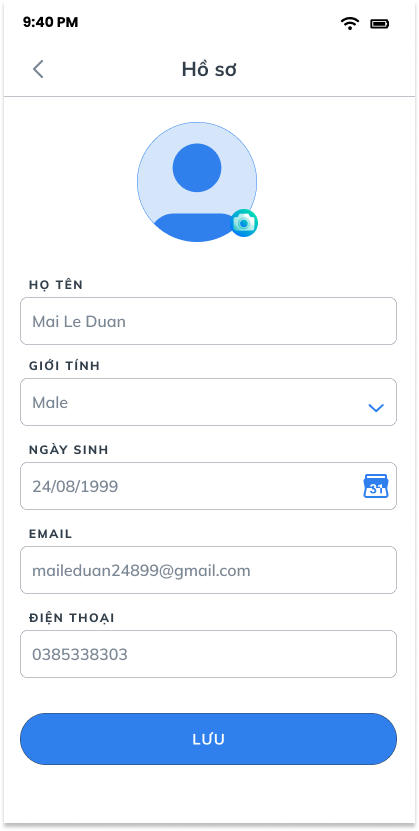 9:40 PM
Hồ sơ
HỌ TÊN
Mai Le Duan
GIỚI TÍNH
Male
NGÀY SINH
24/08/1999
31
EMAIL
maileduan24899@gmail.com
ĐIỆN THOẠI
0385338303
LƯU